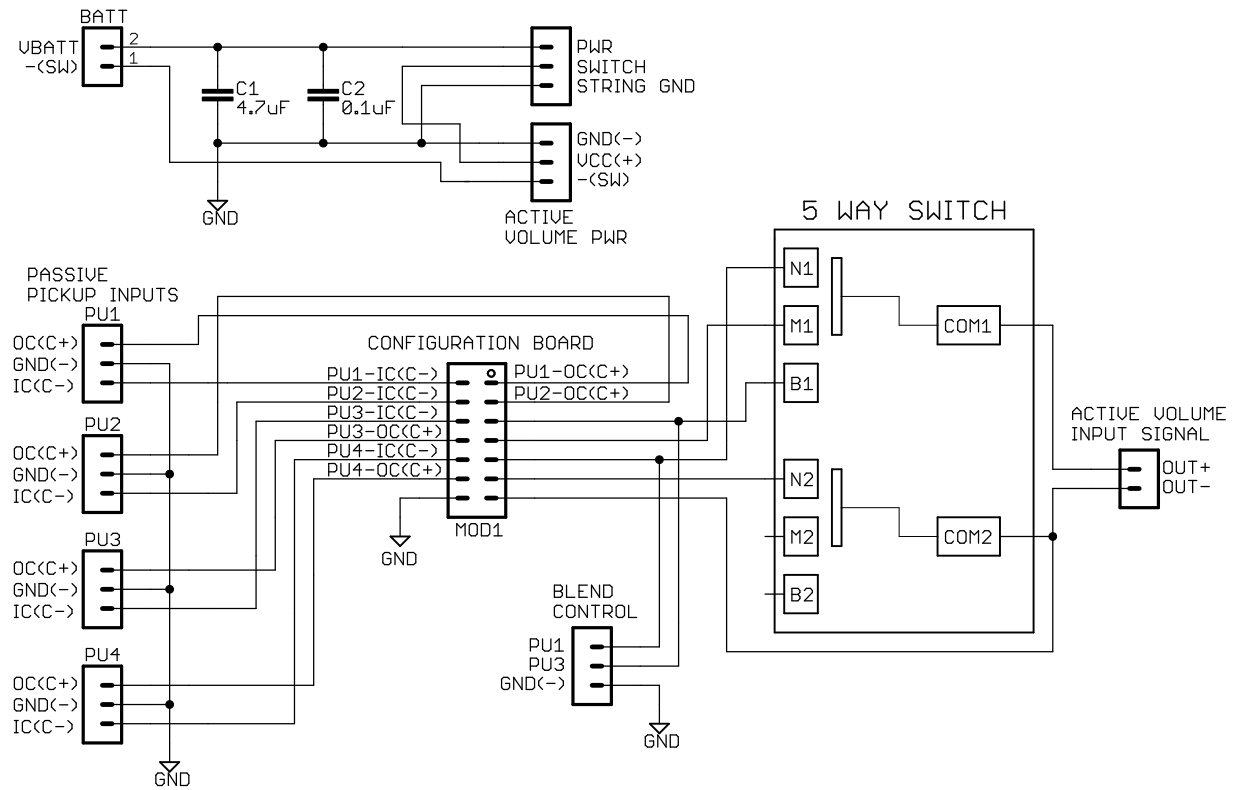 BATT
VBATT
2
-(SW)
1
C1
4.7uF
C2
0.1uF
PWR
SWITCH
STRING GND
GND(-)
VCC(+)
-(SW)
GND
ACTIVE
VOLUME PWR
5 WAY SWITCH
PASSIVE
PICKUP INPUTS
PU1
OC(C+)
GND(-)
IC(C-)
PU2
OC(C+)
GND(-)
IC(C-)
PU3
OC(C+)
GND(-)
IC(C-)
PU4
OC(C+)
GND(-)
IC(C-)
GND
CONFIGURATION BOARD
PU1-IC(C-)
PU2-IC(C-)
PU3-IC(C-)
PU3-OC(C+)
PU4-IC(C-)
PU4-OC(C+)
PU1-OC(C+)
PU2-OC(C+)
MOD1
GND
BLEND
CONTROL
PU1
PU3
GND(-)
GND
N1
M1
B1
COM1
N2
M2
B2
COM2
ACTIVE VOLUME
INPUT SIGNAL
OUT+
OUT-